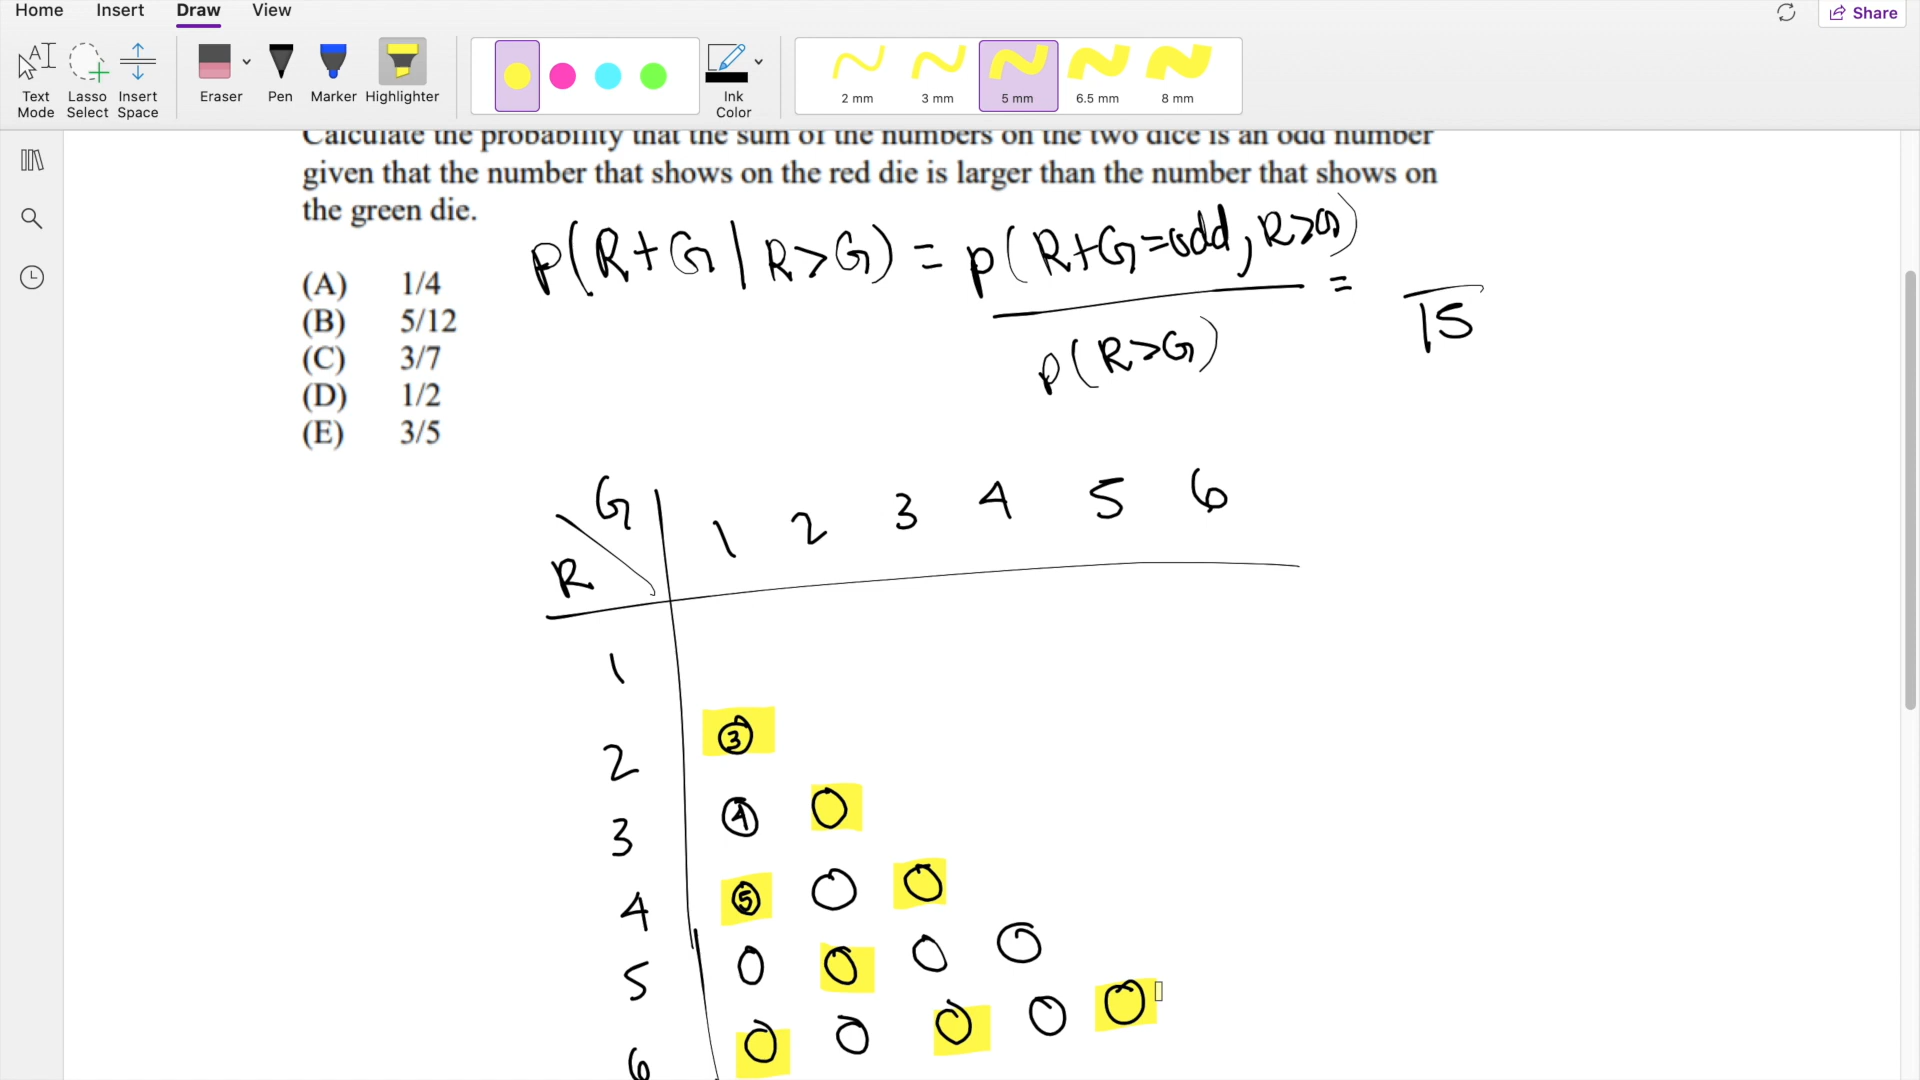 Home Insert Draw View
Share
Text Mode
Lasso Select
Insert Space
Eraser
Pen
Marker
Highlighter
Ink Color
2 mm
3 mm
5 mm
6.5 mm
8 mm
Calculate the probability that the sum of the numbers on the two dice is an odd number
given that the number that shows on the red die is larger than the number that shows on
the green die.
P(R+G | R>G) = P(R+G=odd, R>G) / P(R>G) = / 15
(A) 1/4
(B) 5/12
(C) 3/7
(D) 1/2
(E) 3/5
G 1 2 3 4 5 6
R
1
2 3
3 4
4 5
5
6